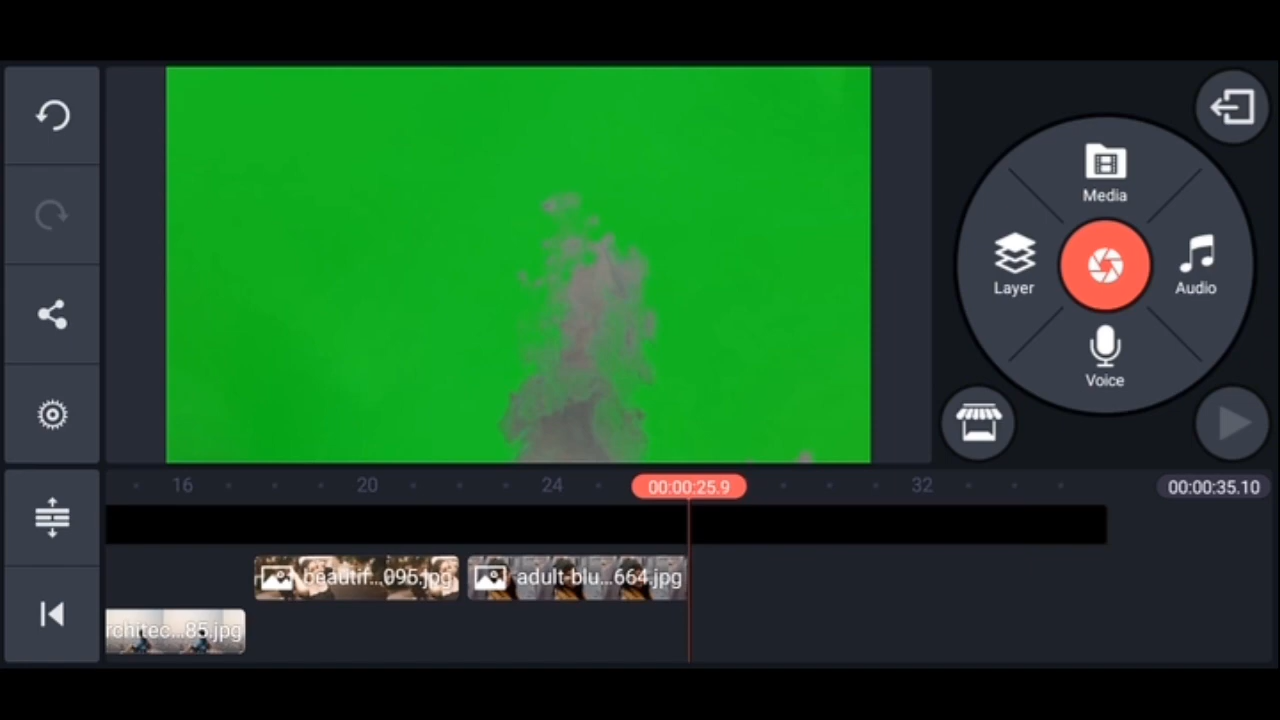 Media
Layer
Audio
Voice
16
20
24
00:00:25.9
32
00:00:35.10
beautif...095.jpg
adult-blu...664.jpg
rchitec...85.jpg